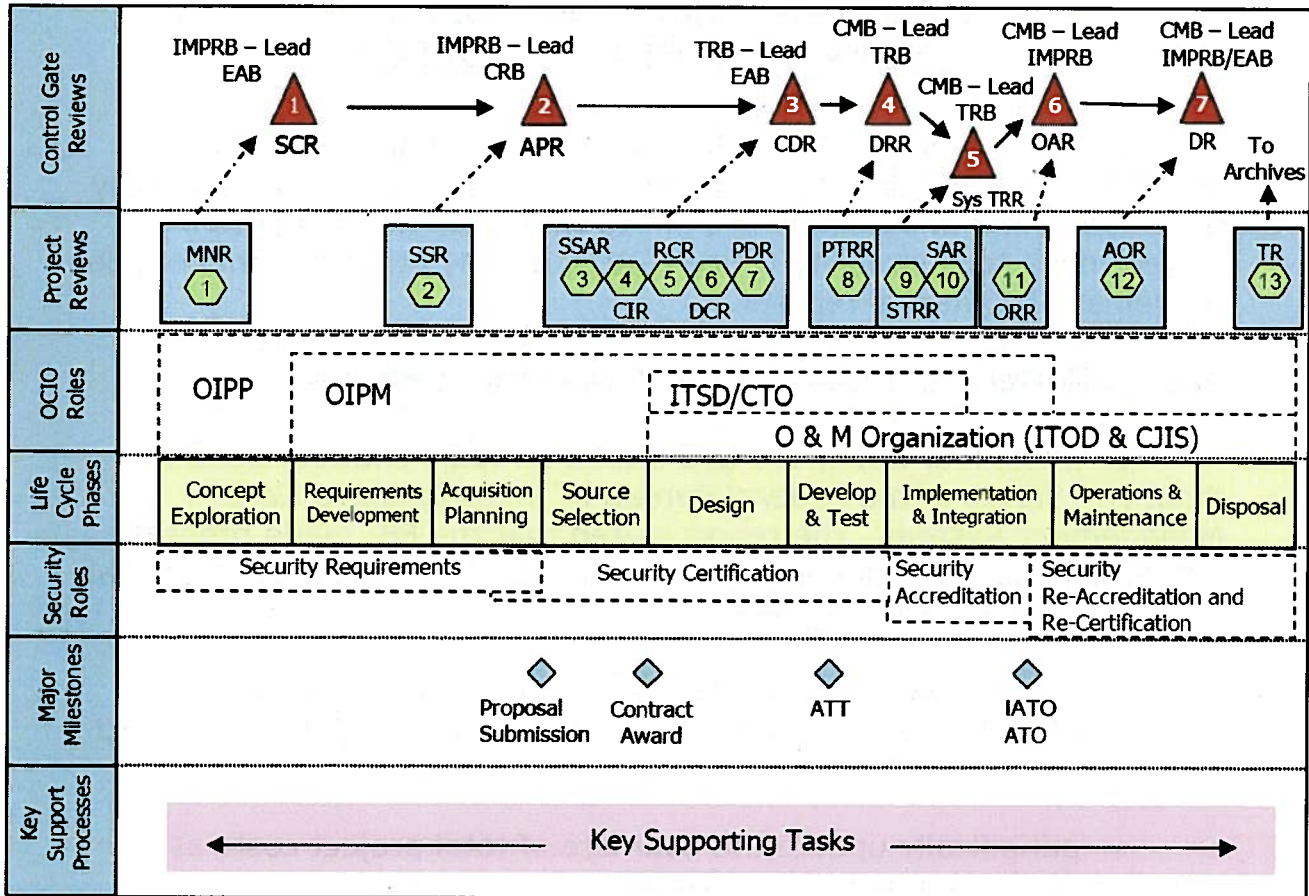 Control Gate
Reviews
IMPRB – Lead
EAB
1
SCR
IMPRB – Lead
CRB
2
APR
TRB – Lead
EAB
3
CDR
CMB – Lead
TRB
4
DRR
CMB – Lead
TRB
5
Sys TRR
CMB – Lead
IMPRB
6
OAR
CMB – Lead
IMPRB/EAB
7
DR
To
Archives
Project
Reviews
MNR
1
SSR
2
SSAR
3
4
CIR
RCR
5
6
DCR
PDR
7
PTRR
8
9
STRR
SAR
10
11
ORR
AOR
12
TR
13
OCIO
Roles
OIPP
OIPM
ITSD/CTO
O & M Organization (ITOD & CJIS)
Life
Cycle
Phases
Concept
Exploration
Requirements
Development
Acquisition
Planning
Source
Selection
Design
Develop
& Test
Implementation
& Integration
Operations &
Maintenance
Disposal
Security
Roles
Security Requirements
Security Certification
Security
Accreditation
Security
Re-Accreditation and
Re-Certification
Major
Milestones
Proposal
Submission
Contract
Award
ATT
IATO
ATO
Key
Support
Processes
Key Supporting Tasks